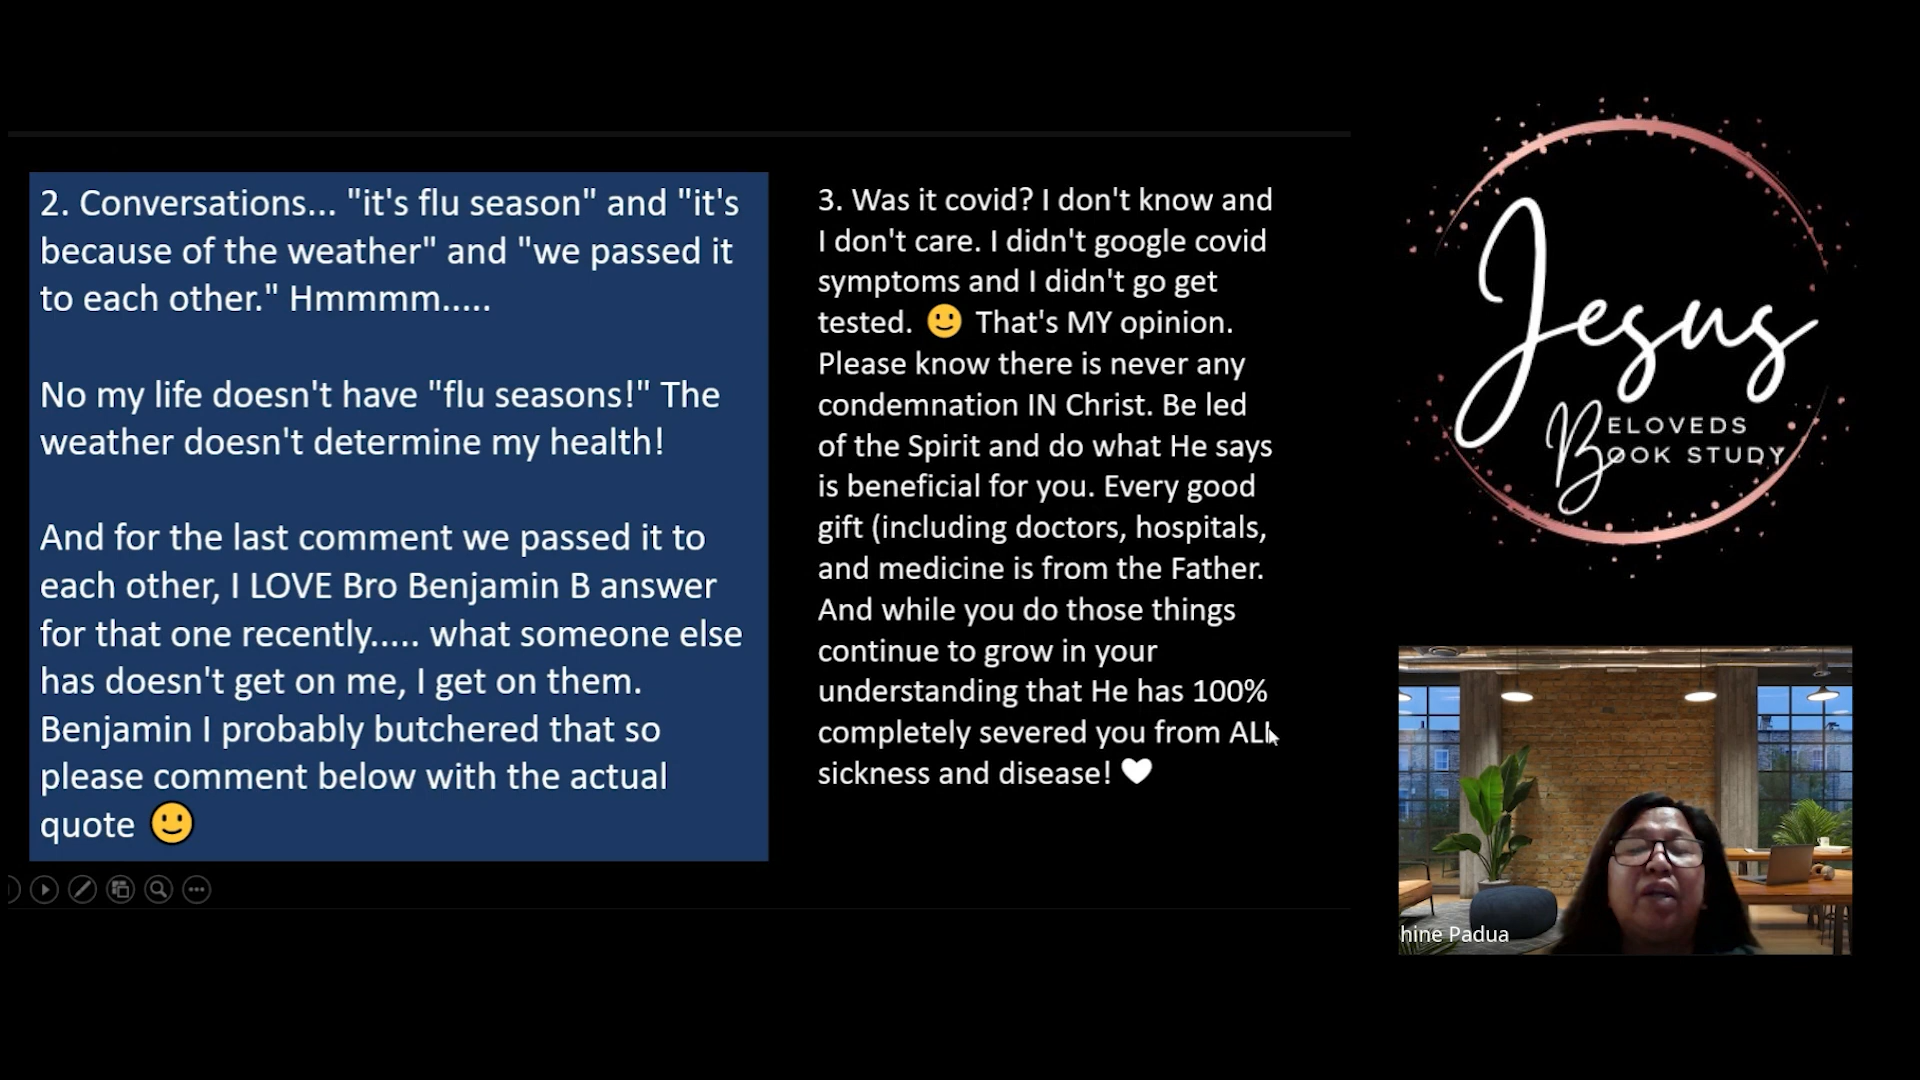 2. Conversations... "it's flu season" and "it's
because of the weather" and "we passed it
to each other." Hmmmm.....
No my life doesn't have "flu seasons!" The
weather doesn't determine my health!
And for the last comment we passed it to
each other, I LOVE Bro Benjamin B answer
for that one recently..... what someone else
has doesn't get on me, I get on them.
Benjamin I probably butchered that so
please comment below with the actual
quote 🙂
3. Was it covid? I don't know and
I don't care. I didn't google covid
symptoms and I didn't go get
tested. 🙂 That's MY opinion.
Please know there is never any
condemnation IN Christ. Be led
of the Spirit and do what He says
is beneficial for you. Every good
gift (including doctors, hospitals,
and medicine is from the Father.
And while you do those things
continue to grow in your
understanding that He has 100%
completely severed you from ALL
sickness and disease! 🤍
Jesus
BELOVEDS
BOOK STUDY
hine Padua